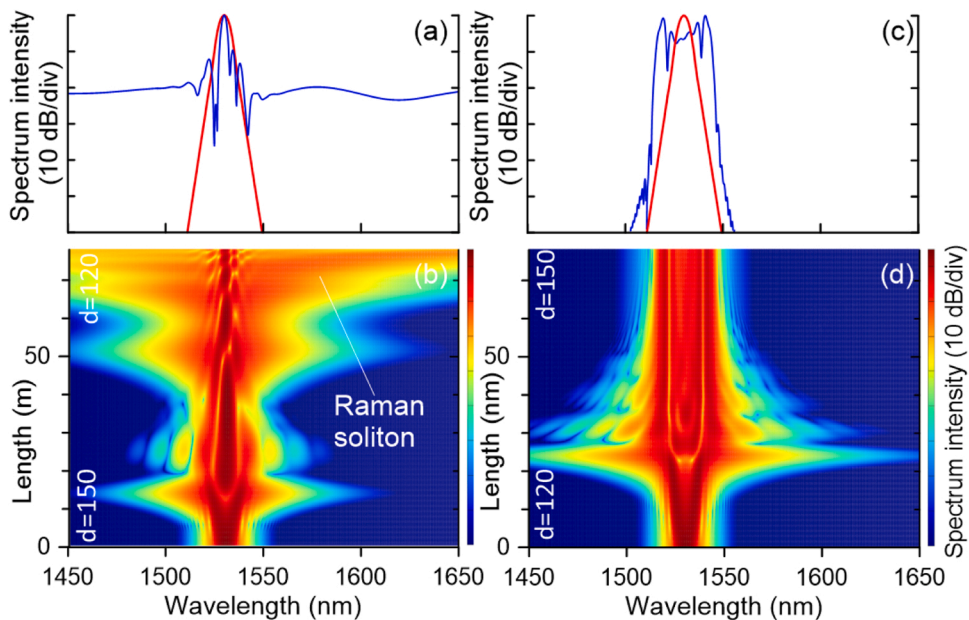 Spectrum intensity
(10 dB/div)
(a)
Spectrum intensity
(10 dB/div)
(c)
Length (m)
50
0
d=120
d=150
(b)
Raman
soliton
1450
1500
1550
1600
1650
Wavelength (nm)
Length (nm)
50
0
d=150
d=120
(d)
1450
1500
1550
1600
1650
Wavelength (nm)
Spectrum intensity (10 dB/div)